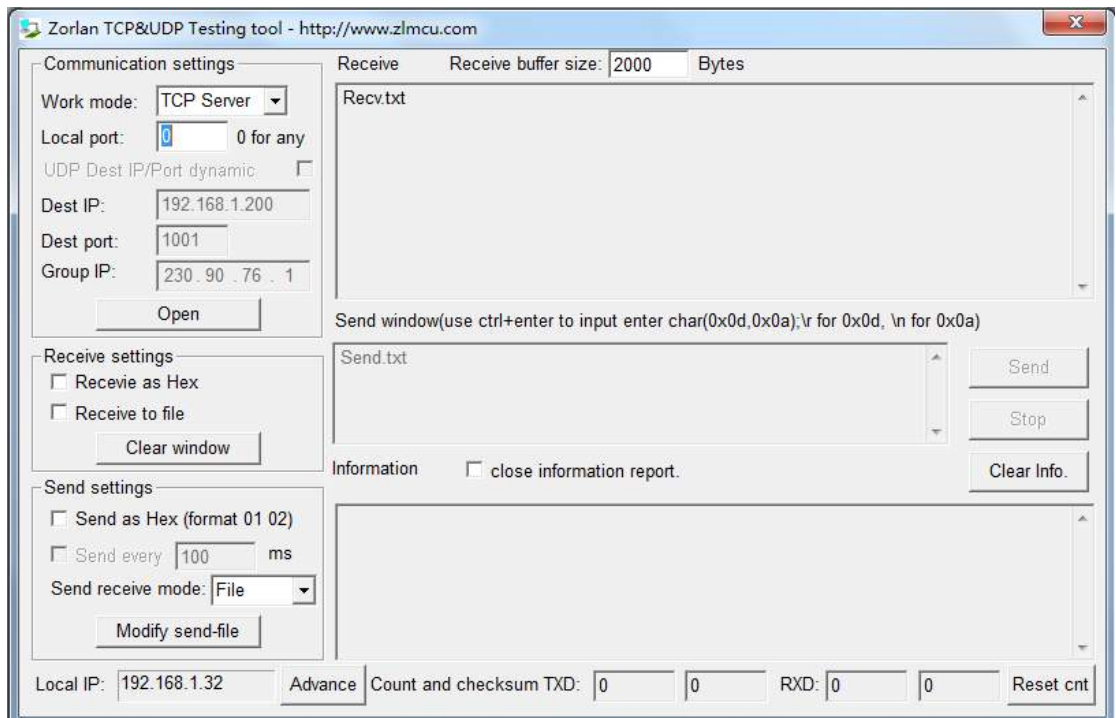 Zorlan TCP&UDP Testing tool - http://www.zlmcu.com
x
Communication settings
Work mode: TCP Server
Local port: 0 0 for any
UDP Dest IP/Port dynamic
Dest IP: 192.168.1.200
Dest port: 1001
Group IP: 230 . 90 . 76 . 1
Open
Receive settings
Recevie as Hex
Receive to file
Clear window
Send settings
Send as Hex (format 01 02)
Send every 100 ms
Send receive mode: File
Modify send-file
Receive Receive buffer size: 2000 Bytes
Recv.txt
Send window(use ctrl+enter to input enter char(0x0d,0x0a);\r for 0x0d, \n for 0x0a)
Send.txt
Send
Stop
Information close information report.
Clear Info.
Local IP: 192.168.1.32 Advance Count and checksum TXD: 0 0 RXD: 0 0 Reset cnt